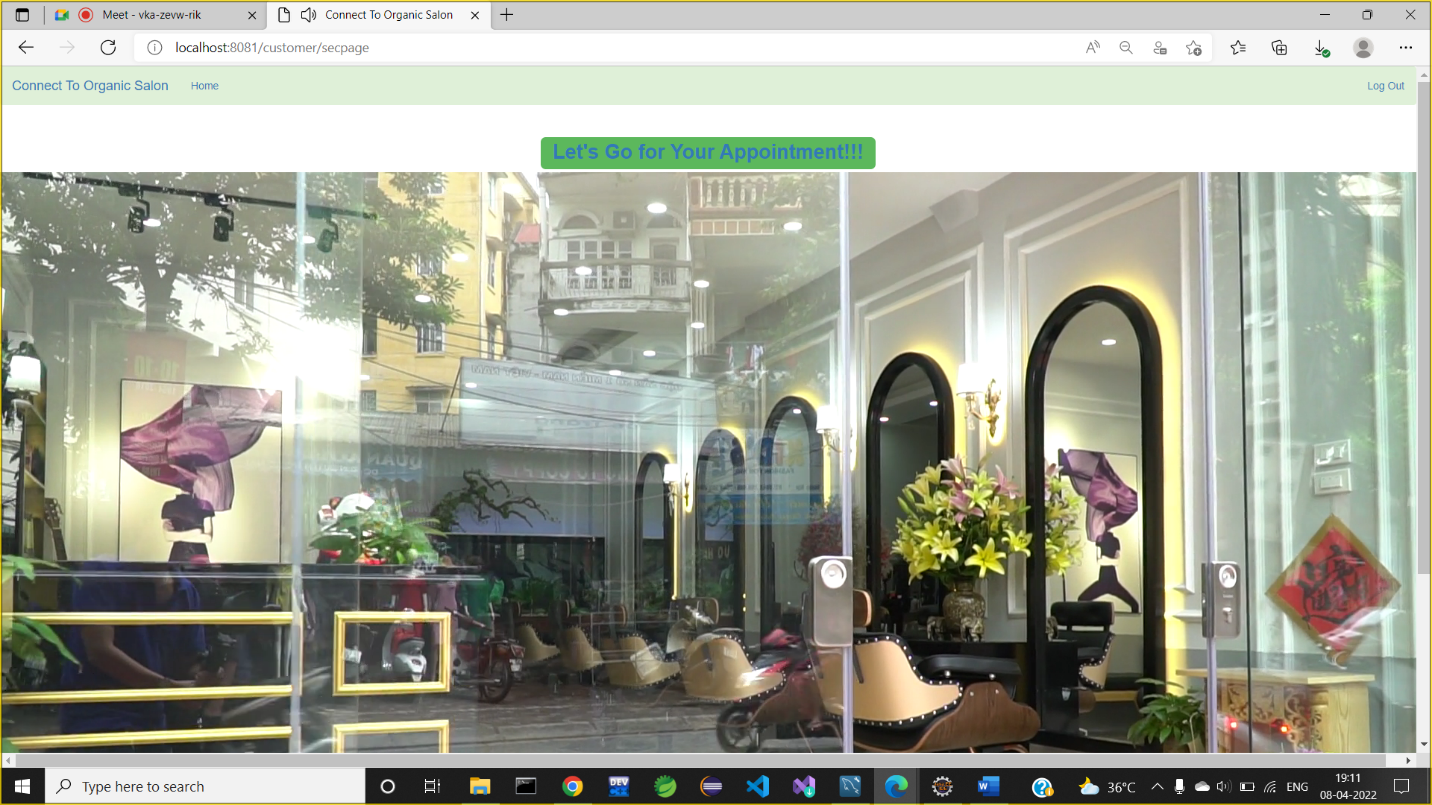 Meet - vka-zevw-rik
Connect To Organic Salon
localhost:8081/customer/secpage
Connect To Organic Salon
Home
Log Out
Let's Go for Your Appointment!!!
Type here to search
DEV
36°C
ENG
19:11
08-04-2022